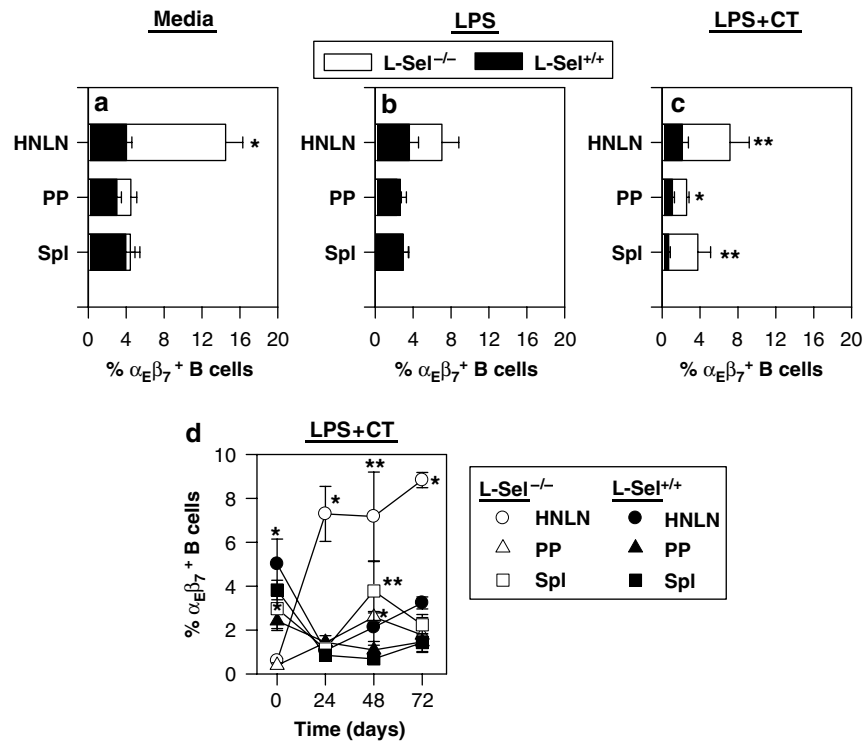 Media
LPS
LPS+CT
L-Sel⁻/⁻ L-Sel⁺/⁺
a
b
c
HNLN
*
PP
Spl
HNLN
PP
Spl
HNLN
**
PP
*
Spl
**
0 4 8 14 16 20
0 4 8 12 16 20
0 4 8 12 16 20
% αEβ7⁺ B cells
% αEβ7⁺ B cells
% αEβ7⁺ B cells
d
LPS+CT
10
8
6
4
2
0
% αEβ7⁺ B cells
*
*
*
**
**
*
*
0 24 48 72
Time (days)
L-Sel⁻/⁻ L-Sel⁺/⁺
HNLN HNLN
PP PP
Spl Spl